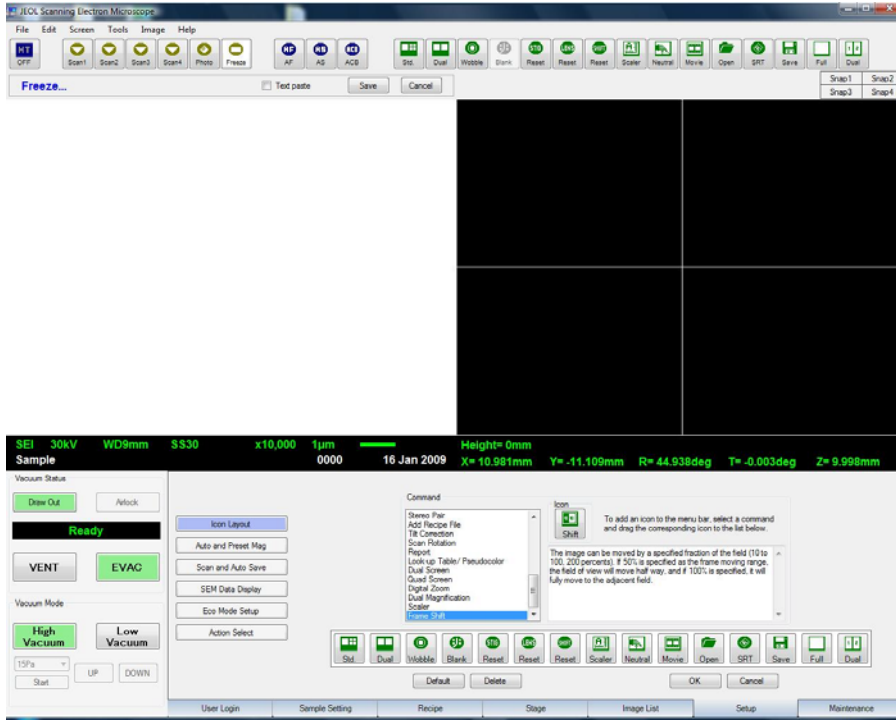 JEOL Scanning Electron Microscope
File Edit Screen Tools Image Help
HT
OFF Scan1 Scan2 Scan3 Scan4 Photo Freeze AF AS ACB Std. Dual Wobble Blank Reset Reset Reset Scaler Neutral Movie Open SRT Save Full Dual
Freeze... Text paste Save Cancel
Snap1 Snap2
Snap3 Snap4
SEI 30kV WD9mm SS30 x10,000 1µm Height= 0mm
Sample 0000 16 Jan 2009 X= 10.981mm Y= -11.109mm R= 44.938deg T= -0.003deg Z= 9.998mm
Vacuum Status
Draw Out Airlock
Ready
VENT EVAC
Vacuum Mode
High
Vacuum
Low
Vacuum
15Pa
Start UP DOWN
Icon Layout
Auto and Preset Mag
Scan and Auto Save
SEM Data Display
Eco Mode Setup
Action Select
Command
Stereo Pair
Add Recipe File
Tilt Correction
Scan Rotation
Report
Look up Table/ Pseudocolor
Dual Screen
Quad Screen
Digital Zoom
Dual Magnification
Scaler
Frame Shift
Icon
Shift
To add an icon to the menu bar, select a command
and drag the corresponding icon to the list below.
The image can be moved by a specified fraction of the field (10 to
100, 200 percents). If 50% is specified as the frame moving range,
the field of view will move half way, and if 100% is specified, it will
fully move to the adjacent field.
Std. Dual Wobble Blank Reset Reset Reset Scaler Neutral Movie Open SRT Save Full Dual
Default Delete OK Cancel
User Login Sample Setting Recipe Stage Image List Setup Maintenance